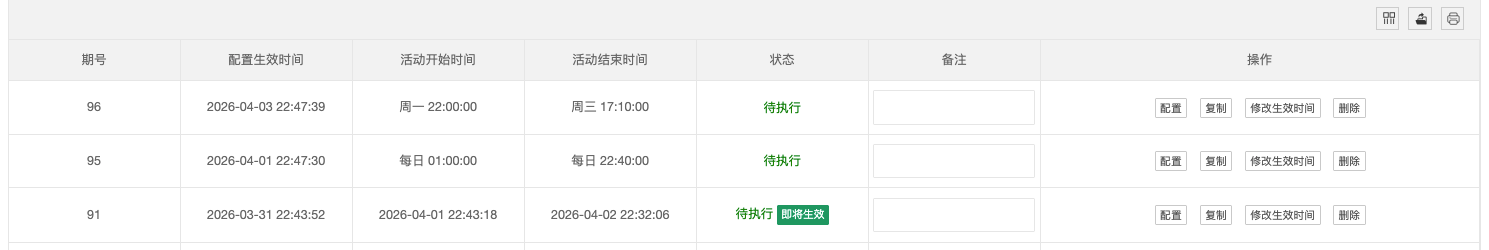 期号 配置生效时间 活动开始时间 活动结束时间 状态 备注 操作
96 2026-04-03 22:47:39 周一 22:00:00 周三 17:10:00 待执行 配置 复制 修改生效时间 删除
95 2026-04-01 22:47:30 每日 01:00:00 每日 22:40:00 待执行 配置 复制 修改生效时间 删除
91 2026-03-31 22:43:52 2026-04-01 22:43:18 2026-04-02 22:32:06 待执行 即将生效 配置 复制 修改生效时间 删除